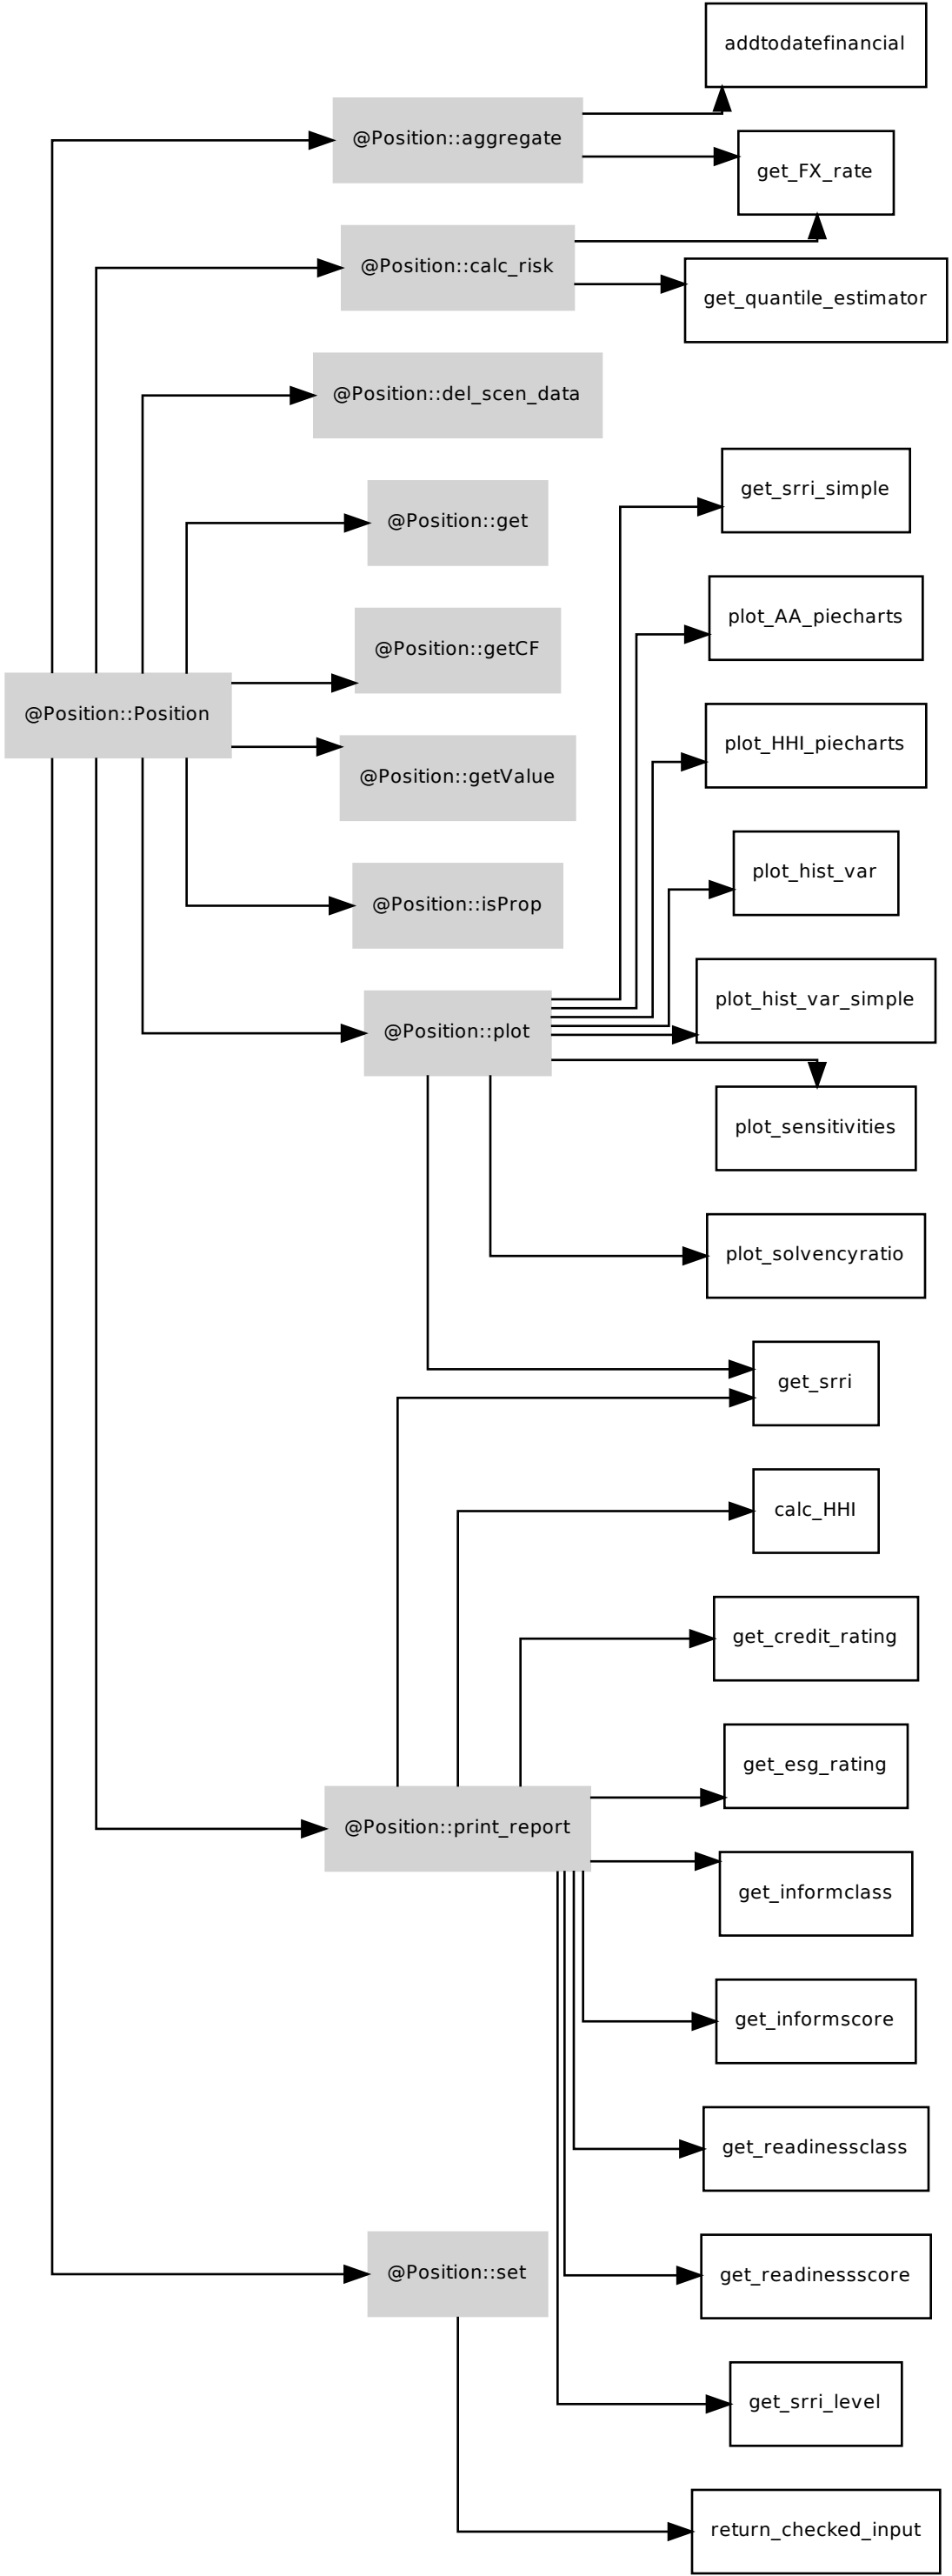 addtodatefinancial
@Position::aggregate
get_FX_rate
@Position::calc_risk
get_quantile_estimator
@Position::del_scen_data
get_srri_simple
@Position::get
plot_AA_piecharts
@Position::getCF
@Position::Position
plot_HHI_piecharts
@Position::getValue
plot_hist_var
@Position::isProp
plot_hist_var_simple
@Position::plot
plot_sensitivities
plot_solvencyratio
get_srri
calc_HHI
get_credit_rating
get_esg_rating
@Position::print_report
get_informclass
get_informscore
get_readinessclass
@Position::set
get_readinessscore
get_srri_level
return_checked_input